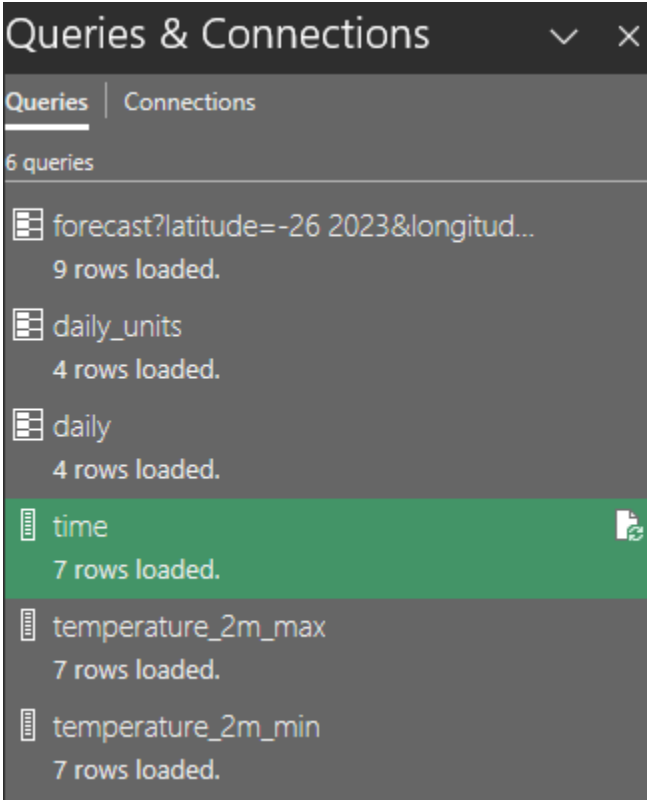 Queries & Connections
Queries | Connections
6 queries
forecast?latitude=-26 2023&longitud...
9 rows loaded.
daily_units
4 rows loaded.
daily
4 rows loaded.
time
7 rows loaded.
temperature_2m_max
7 rows loaded.
temperature_2m_min
7 rows loaded.